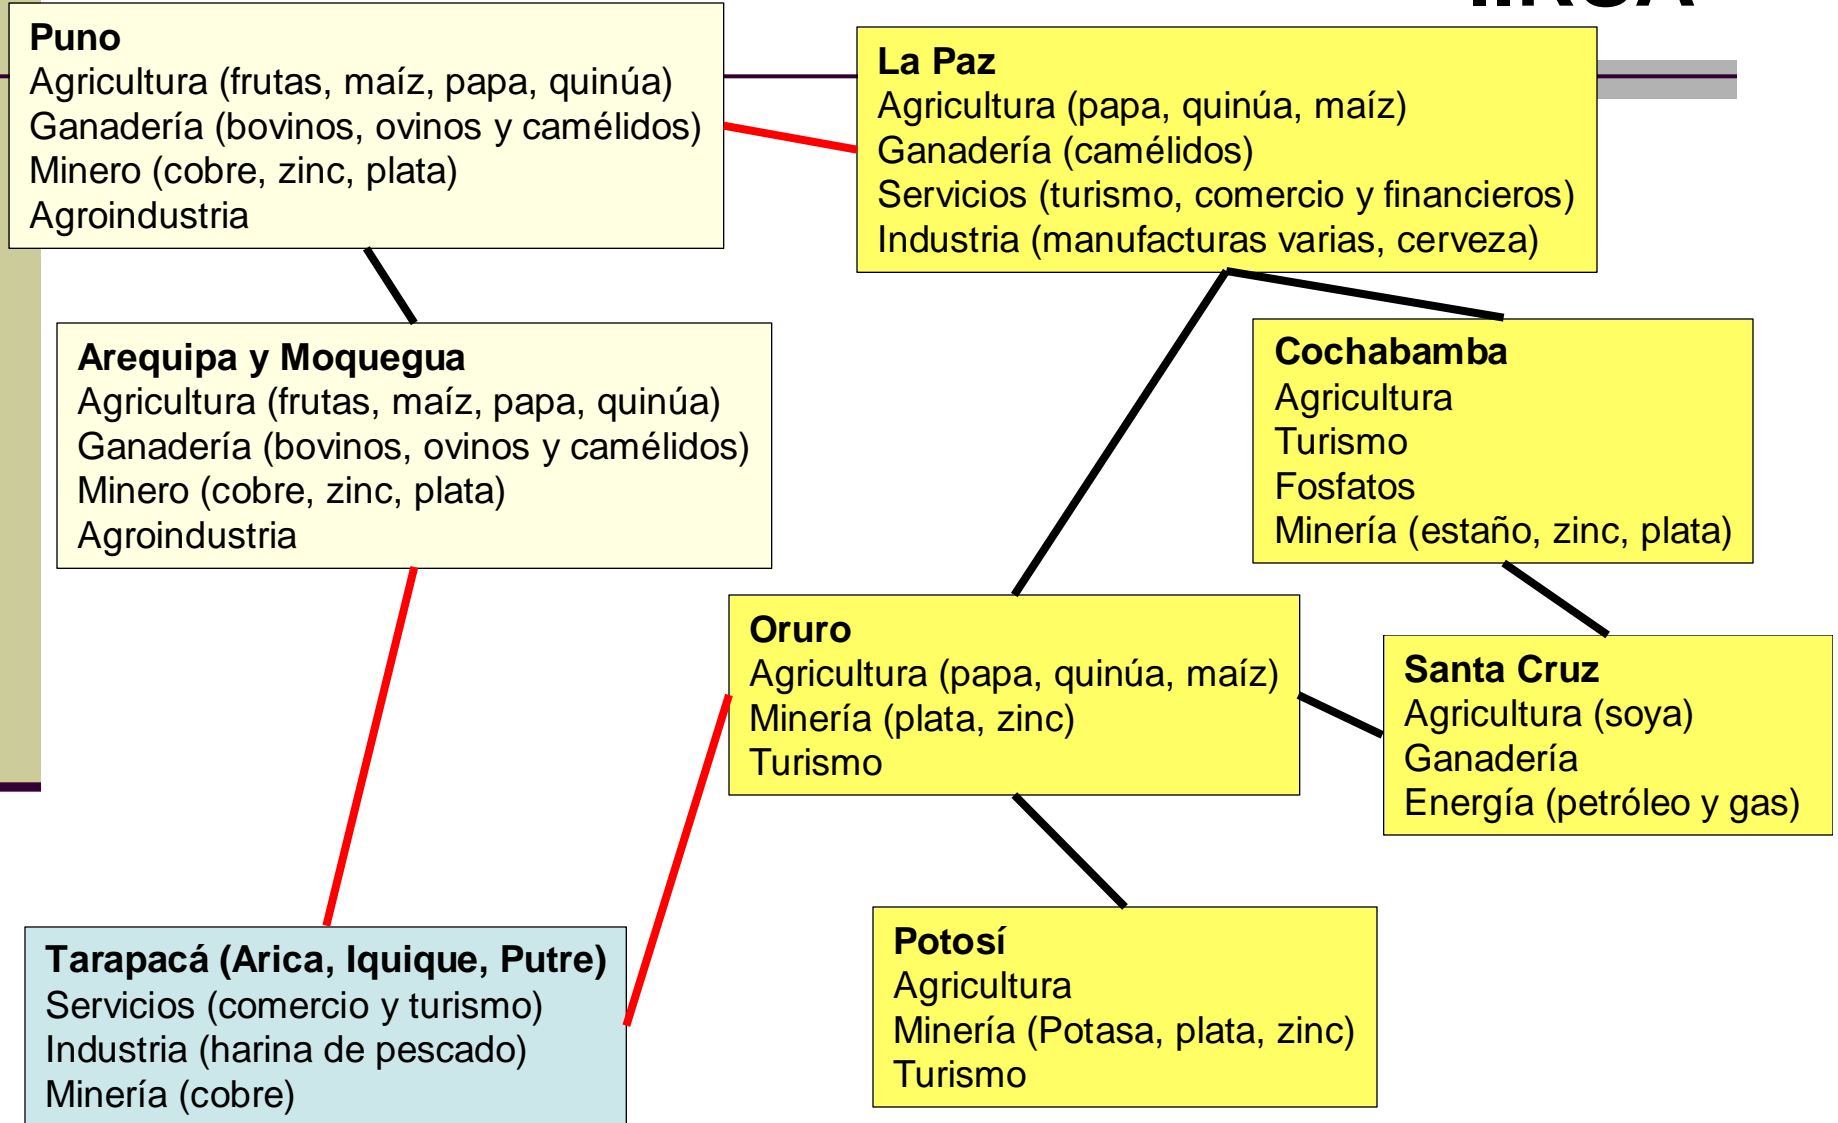 Puno
Agricultura (frutas, maíz, papa, quinúa)
Ganadería (bovinos, ovinos y camélidos)
Minero (cobre, zinc, plata)
Agroindustria
La Paz
Agricultura (papa, quinúa, maíz)
Ganadería (camélidos)
Servicios (turismo, comercio y financieros)
Industria (manufacturas varias, cerveza)
Arequipa y Moquegua
Agricultura (frutas, maíz, papa, quinúa)
Ganadería (bovinos, ovinos y camélidos)
Minero (cobre, zinc, plata)
Agroindustria
Cochabamba
Agricultura
Turismo
Fosfatos
Minería (estaño, zinc, plata)
Oruro
Agricultura (papa, quinúa, maíz)
Minería (plata, zinc)
Turismo
Santa Cruz
Agricultura (soya)
Ganadería
Energía (petróleo y gas)
Tarapacá (Arica, Iquique, Putre)
Servicios (comercio y turismo)
Industria (harina de pescado)
Minería (cobre)
Potosí
Agricultura
Minería (Potasa, plata, zinc)
Turismo